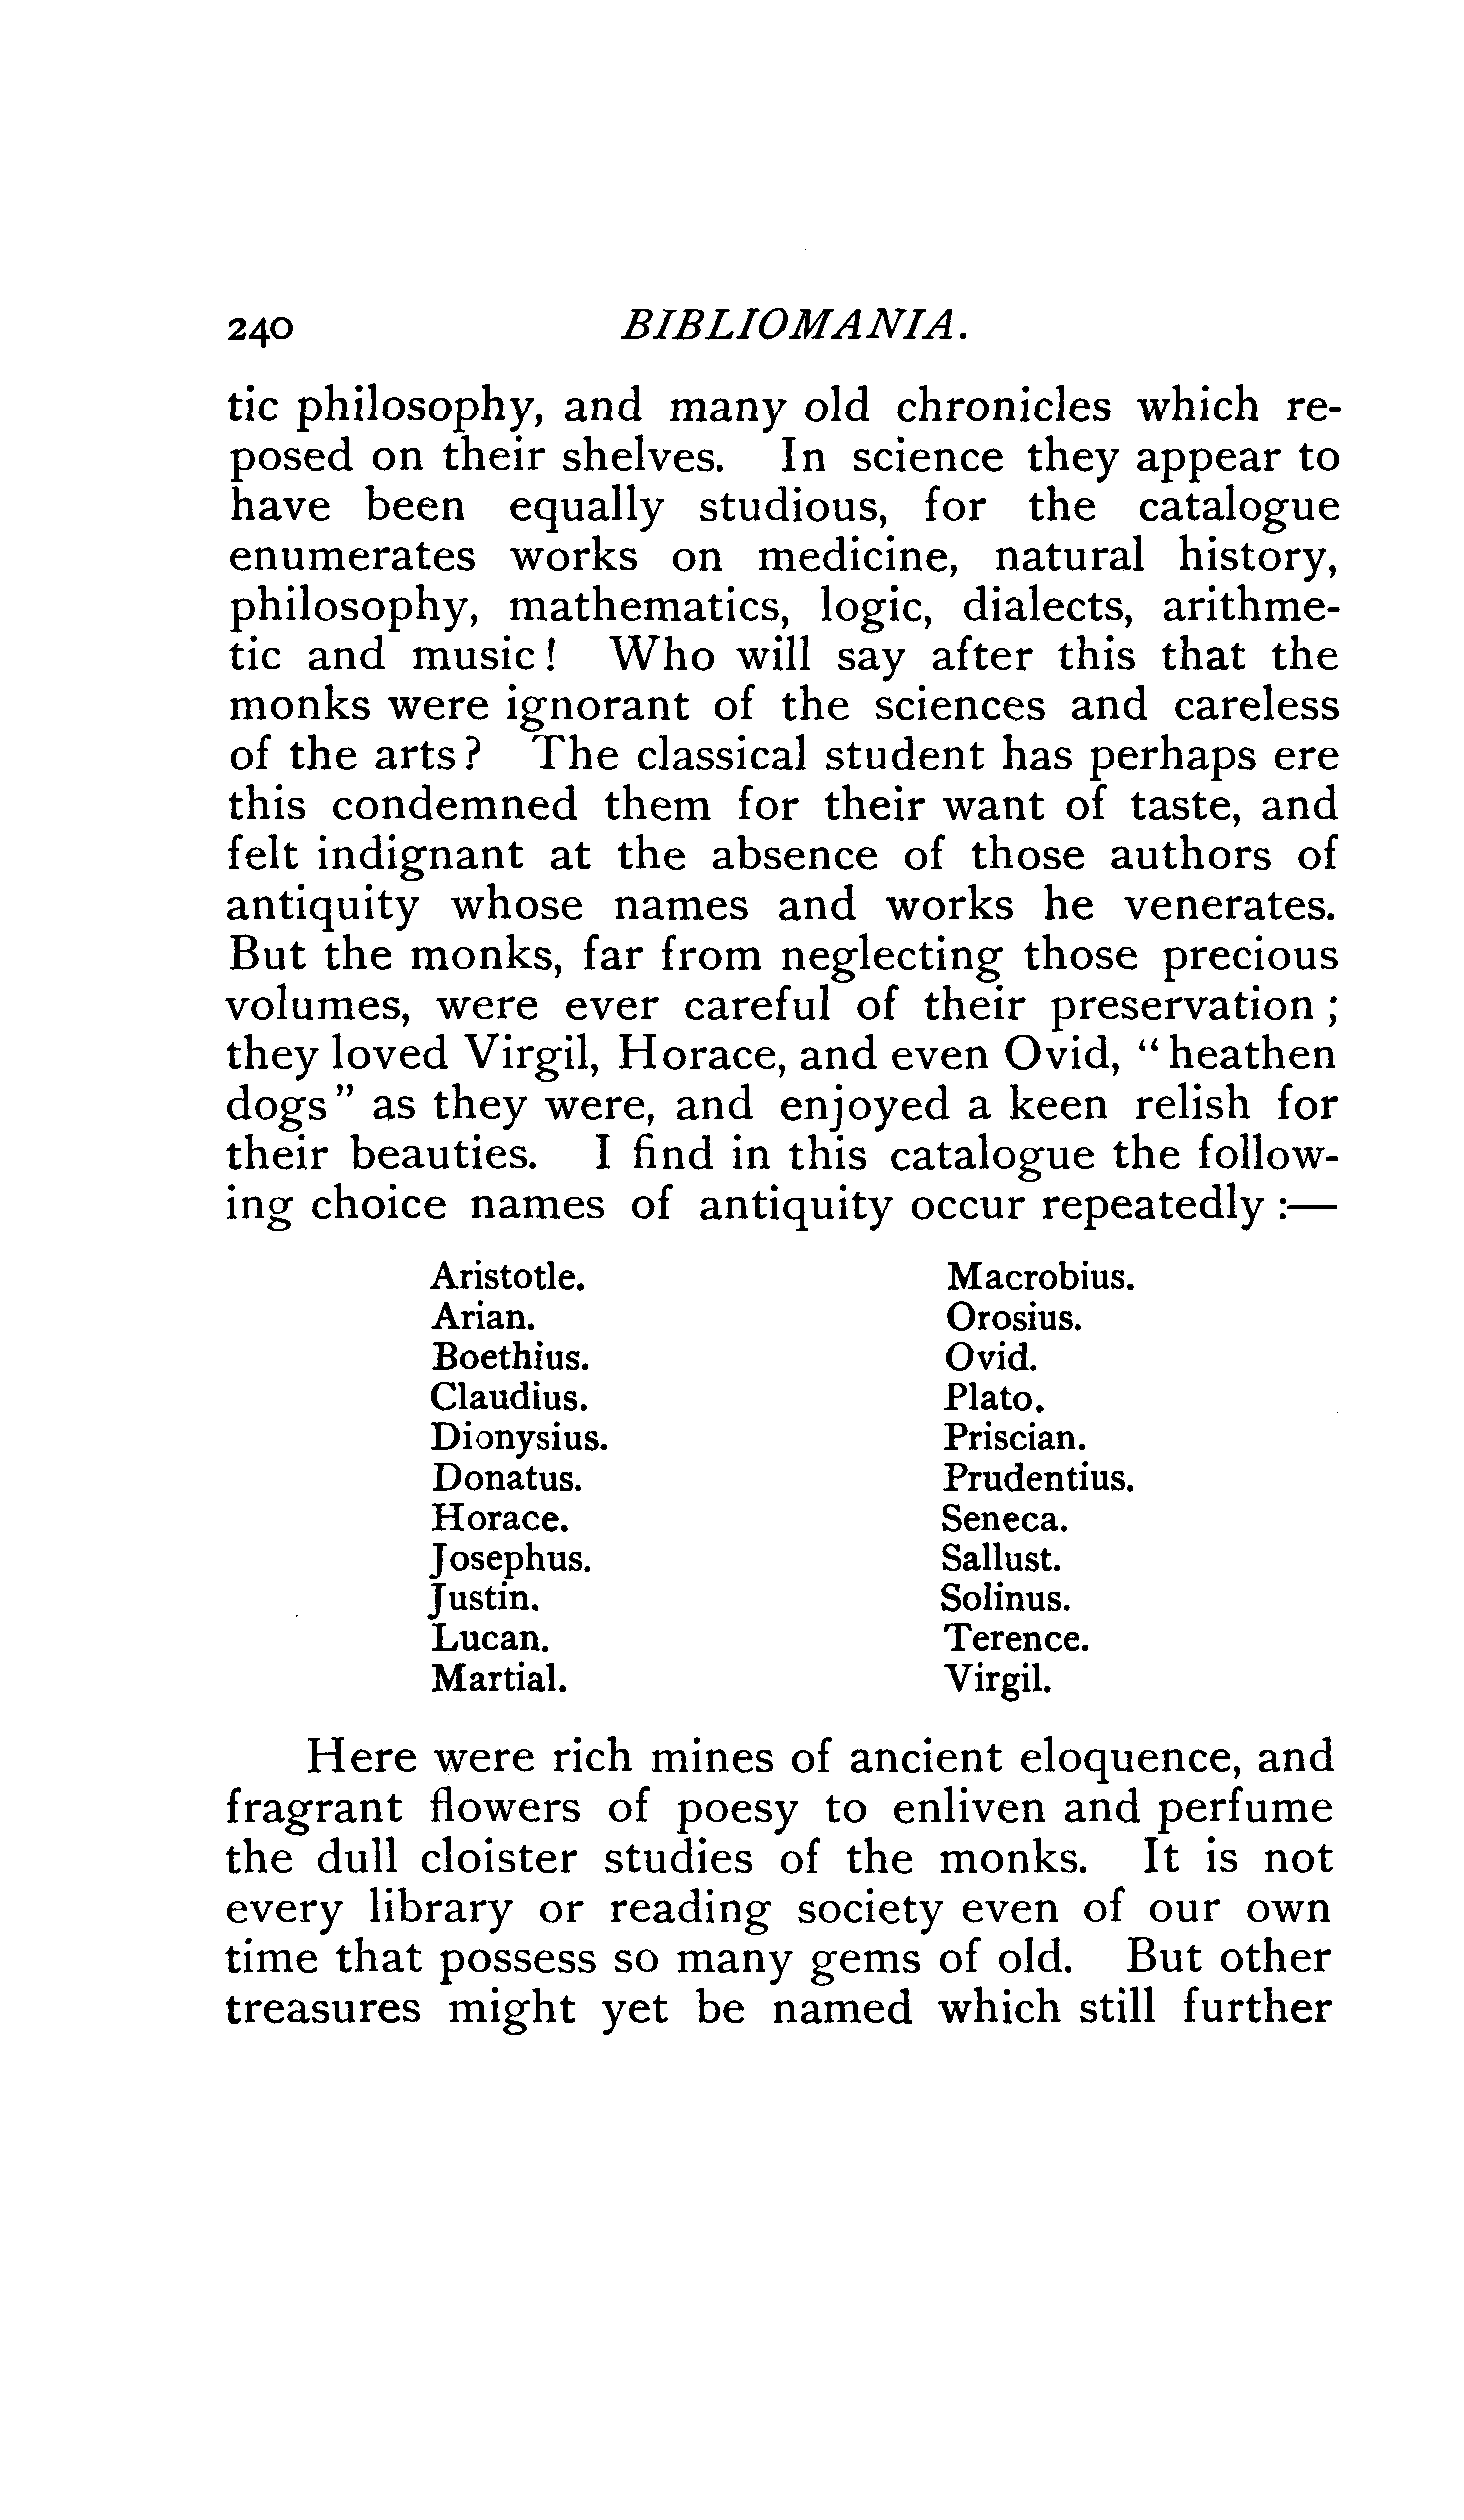 240 BIBLIOMANIA.
tic philosophy, and many old chronicles which re-
posed on their shelves. In science they appear to
have been equally studious, for the catalogue
enumerates works on medicine, natural history,
philosophy, mathematics, logic, dialects, arithme-
tic and music! Who will say after this that the
monks were ignorant of the sciences and careless
of the arts? The classical student has perhaps ere
this condemned them for their want of taste, and
felt indignant at the absence of those authors of
antiquity whose names and works he venerates.
But the monks, far from neglecting those precious
volumes, were ever careful of their preservation;
they loved Virgil, Horace, and even Ovid, "heathen
dogs" as they were, and enjoyed a keen relish for
their beauties. I find in this catalogue the follow-
ing choice names of antiquity occur repeatedly:—
Aristotle.
Arian.
Boethius.
Claudius.
Dionysius.
Donatus.
Horace.
Josephus.
Justin.
Lucan.
Martial.
Macrobius.
Orosius.
Ovid.
Plato.
Priscian.
Prudentius.
Seneca.
Sallust.
Solinus.
Terence.
Virgil.
Here were rich mines of ancient eloquence, and
fragrant flowers of poesy to enliven and perfume
the dull cloister studies of the monks. It is not
every library or reading society even of our own
time that possess so many gems of old. But other
treasures might yet be named which still further